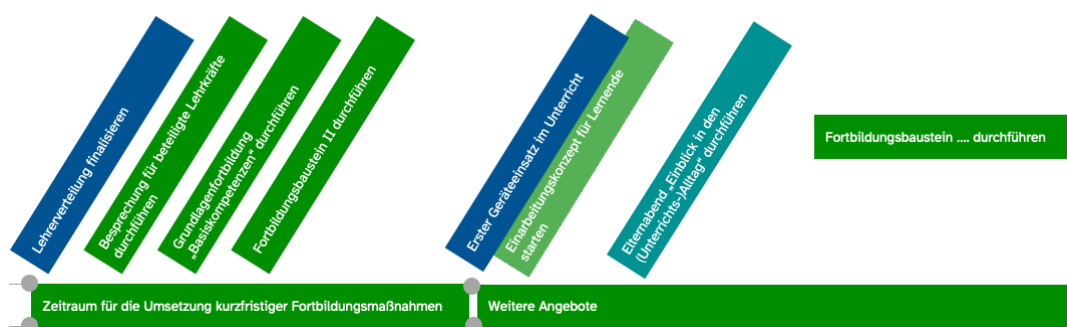 Lehrerverteilung finalisieren
Besprechung für beteiligte Lehrkräfte
durchführen
Grundlagenfortbildung
„Basiskompetenzen“ durchführen
Fortbildungsbaustein II durchführen
Erster Geräteeinsatz im Unterricht
Einarbeitungskonzept für Lernende
starten
Elternabend „Einblick in den
(Unterrichts-)Alltag“ durchführen
Fortbildungsbaustein .... durchführen
Zeitraum für die Umsetzung kurzfristiger Fortbildungsmaßnahmen
Weitere Angebote